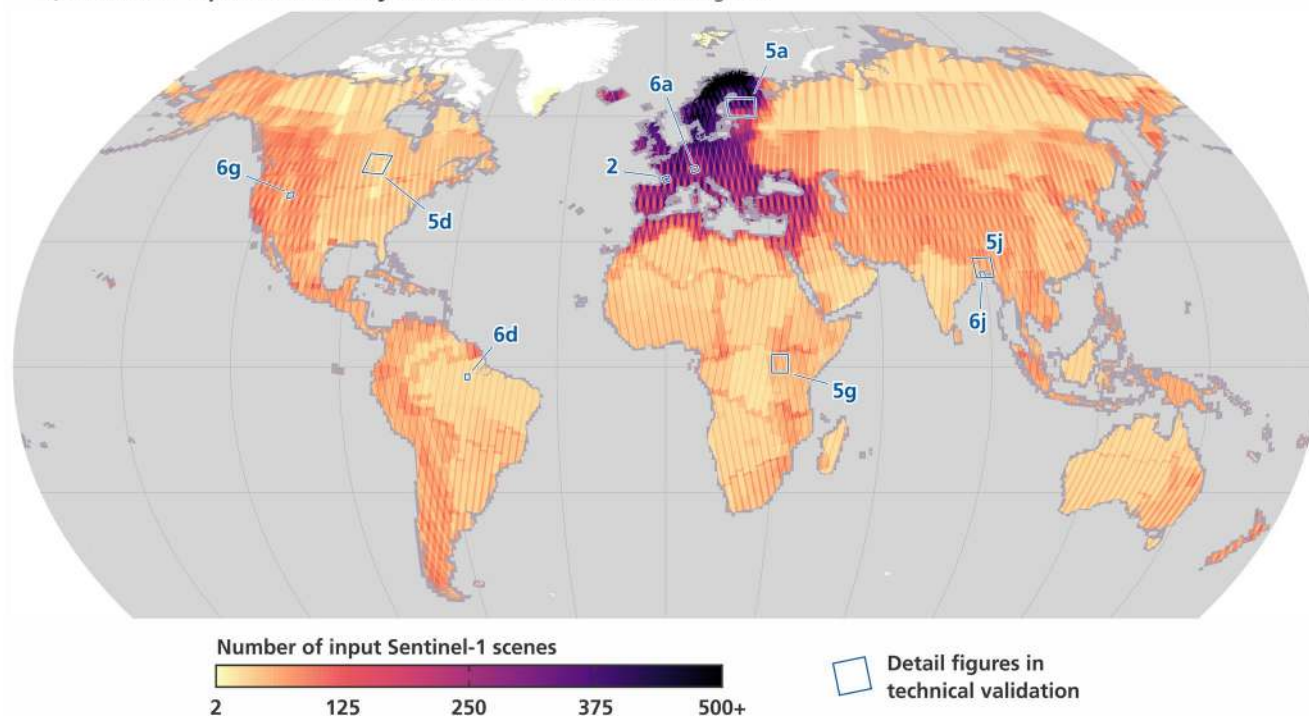 5a
6a
2
6g
5d
5j
6j
6d
5g
Number of input Sentinel-1 scenes
2 125 250 375 500+
Detail figures in
technical validation